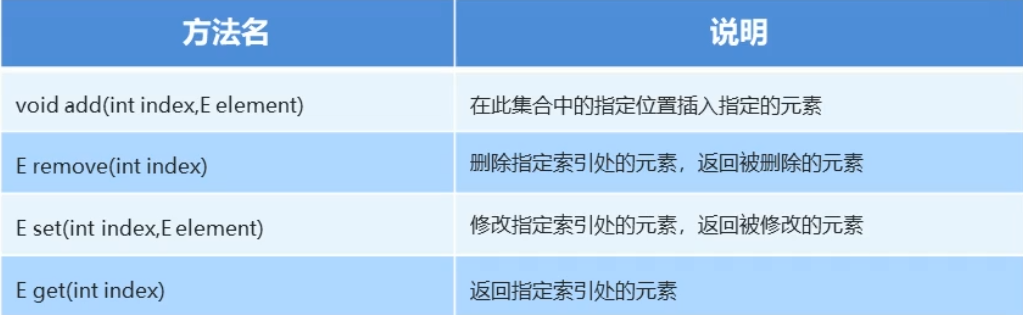 方法名 说明
void add(int index,E element) 在此集合中的指定位置插入指定的元素
E remove(int index) 删除指定索引处的元素，返回被删除的元素
E set(int index,E element) 修改指定索引处的元素，返回被修改的元素
E get(int index) 返回指定索引处的元素